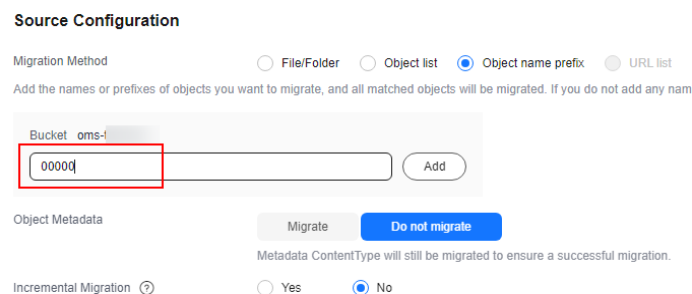 Source Configuration
Migration Method File/Folder Object list Object name prefix URL list
Add the names or prefixes of objects you want to migrate, and all matched objects will be migrated. If you do not add any nam
Bucket oms-
00000 Add
Object Metadata Migrate Do not migrate
Metadata ContentType will still be migrated to ensure a successful migration.
Incremental Migration ? Yes No